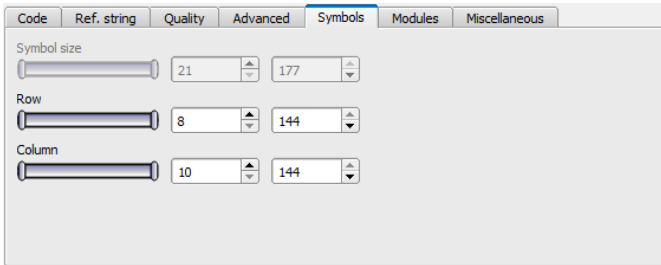 Code Ref. string Quality Advanced Symbols Modules Miscellaneous
Symbol size
21 177
Row
8 144
Column
10 144